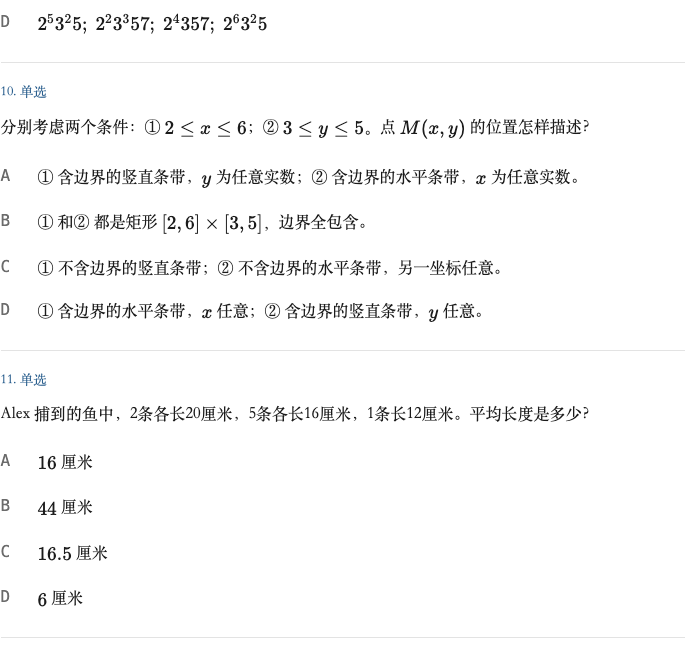 D 2⁵3²5; 2²3³57; 2⁴357; 2⁶3²5
10. 单选
分别考虑两个条件：① 2 ≤ x ≤ 6；② 3 ≤ y ≤ 5。点 M(x, y) 的位置怎样描述？
A ① 含边界的竖直条带，y 为任意实数；② 含边界的水平条带，x 为任意实数。
B ① 和② 都是矩形 [2, 6] × [3, 5]，边界全包含。
C ① 不含边界的竖直条带；② 不含边界的水平条带，另一坐标任意。
D ① 含边界的水平条带，x 任意；② 含边界的竖直条带，y 任意。
11. 单选
Alex 捕到的鱼中，2条各长20厘米，5条各长16厘米，1条长12厘米。平均长度是多少？
A 16 厘米
B 44 厘米
C 16.5 厘米
D 6 厘米